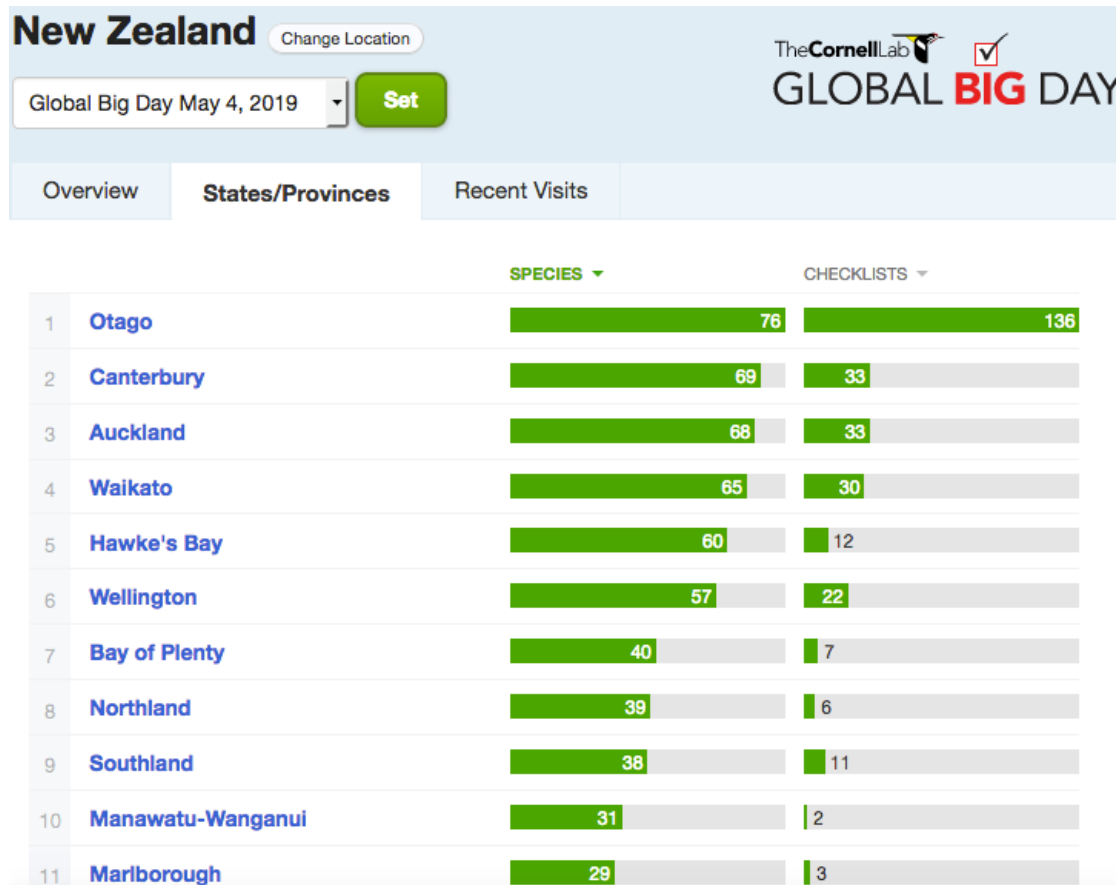 New Zealand Change Location
Global Big Day May 4, 2019 Set
TheCornellLab
GLOBAL BIG DAY
Overview States/Provinces Recent Visits
SPECIES CHECKLISTS
1 Otago 76 136
2 Canterbury 69 33
3 Auckland 68 33
4 Waikato 65 30
5 Hawke's Bay 60 12
6 Wellington 57 22
7 Bay of Plenty 40 7
8 Northland 39 6
9 Southland 38 11
10 Manawatu-Wanganui 31 2
11 Marlborough 29 3